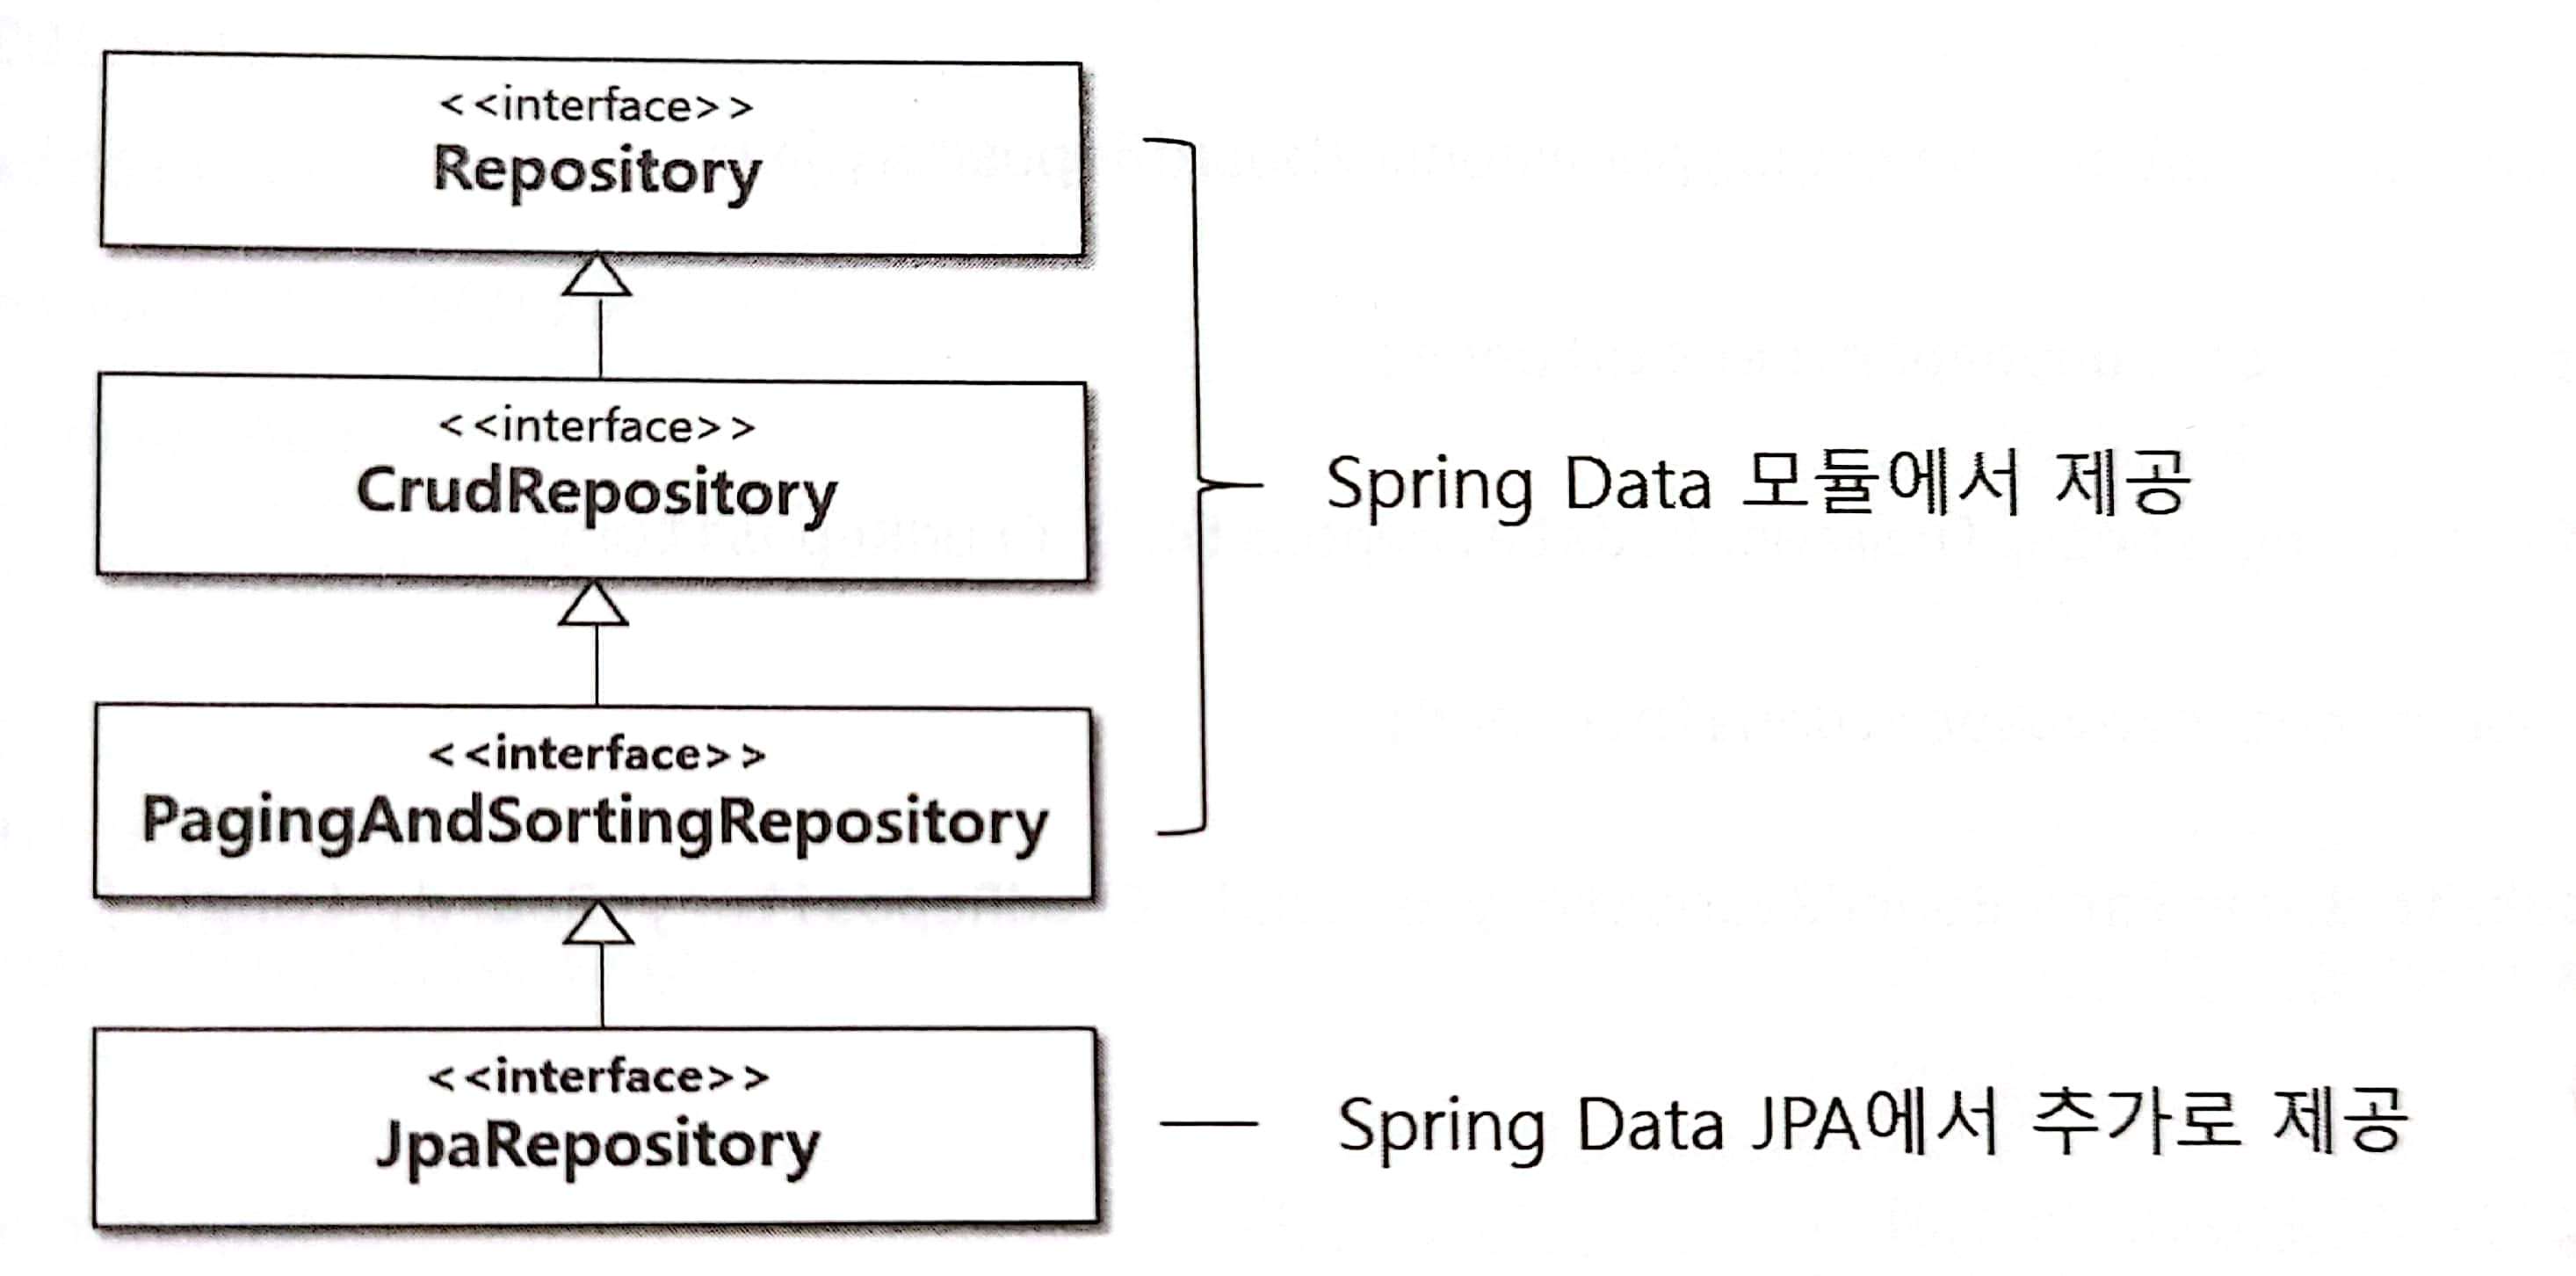 <<interface>>
Repository
<<interface>>
CrudRepository
Spring Data 모듈에서 제공
<<interface>>
PagingAndSortingRepository
<<interface>>
JpaRepository
Spring Data JPA에서 추가로 제공